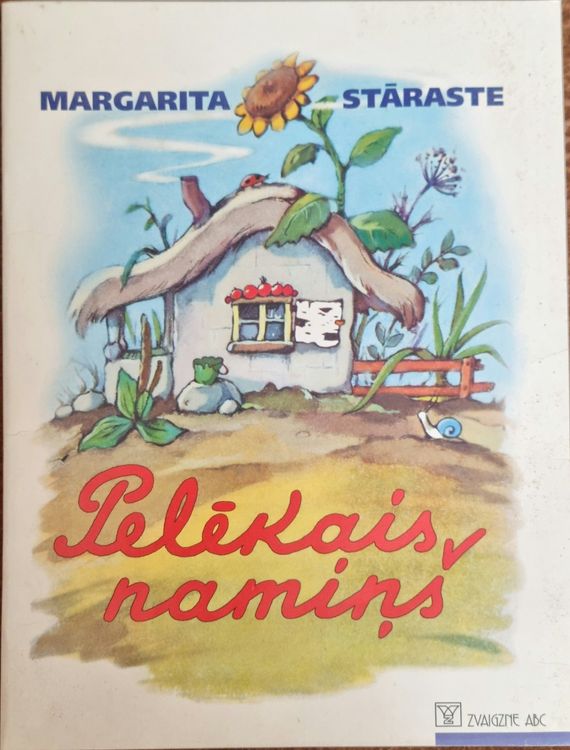 MARGARITA STĀRASTE
Pelēkais
namiņš
ZVAIGZNE ABC